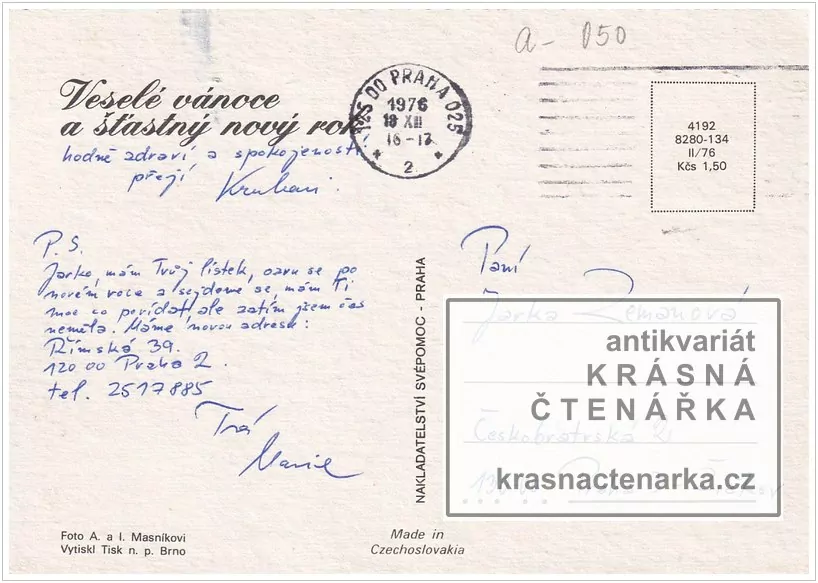 a - 050
Veselé vánoce
a šťastný nový rok
hodně zdraví a spokojenosti
přejí
125 00 PRAHA 025
1976
18 XII
16-17
2
4192
8280-134
II/76
Kčs 1,50
P. S.
Jarko, mám Tvůj lístek, ozvu se po
novém roce a sejdeme se, mám Ti
moc co povídat, ale zatím jsem čas
neměla. Máme novou adresu:
Římská 39.
120 00 Praha 2.
tel. 2517885
Tvá
Marie
NAKLADATELSTVÍ SVÉPOMOC - PRAHA
Paní
Jarka Zemanová
Českobratrská
antikvariát
KRÁSNÁ
ČTENÁŘKA
krasnactenarka.cz
Foto A. a I. Masníkovi
Vytiskl Tisk n. p. Brno
Made in
Czechoslovakia